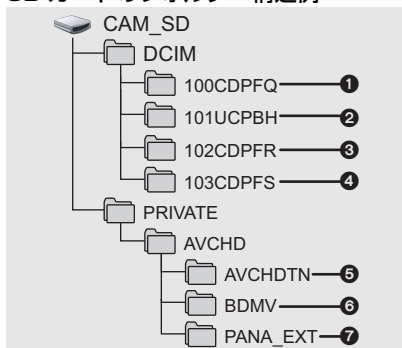 CAM_SD
DCIM
100CDPFQ ❶
101UCPBH ❷
102CDPFR ❸
103CDPFS ❹
PRIVATE
AVCHD
AVCHDTN ❺
BDMV ❻
PANA_EXT ❼